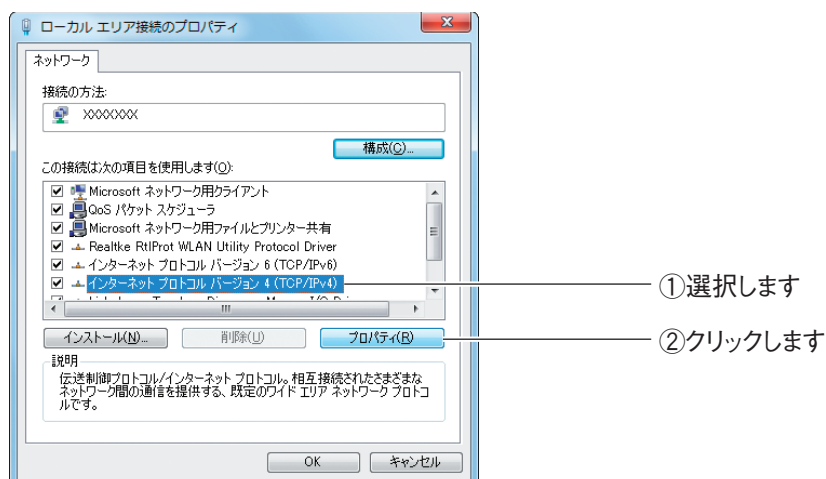 ローカル エリア接続のプロパティ
ネットワーク
接続の方法:
XXXXXXXX
構成(C)...
この接続は次の項目を使用します(O):
Microsoft ネットワーク用クライアント
QoS パケット スケジューラ
Microsoft ネットワーク用ファイルとプリンター共有
Realtke RtlProt WLAN Utility Protocol Driver
インターネット プロトコル バージョン 6 (TCP/IPv6)
インターネット プロトコル バージョン 4 (TCP/IPv4)
①選択します
インストール(N)...
削除(U)
プロパティ(R)
②クリックします
説明
伝送制御プロトコル/インターネット プロトコル。相互接続されたさまざまな
ネットワーク間の通信を提供する、既定のワイド エリア ネットワーク プロトコ
ルです。
OK
キャンセル